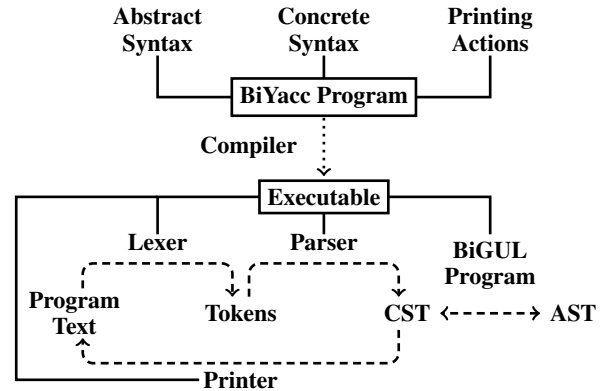 Abstract Syntax
Concrete Syntax
Printing Actions
BiYacc Program
Compiler
Executable
Lexer
Parser
BiGUL Program
Program Text
Tokens
CST
AST
Printer